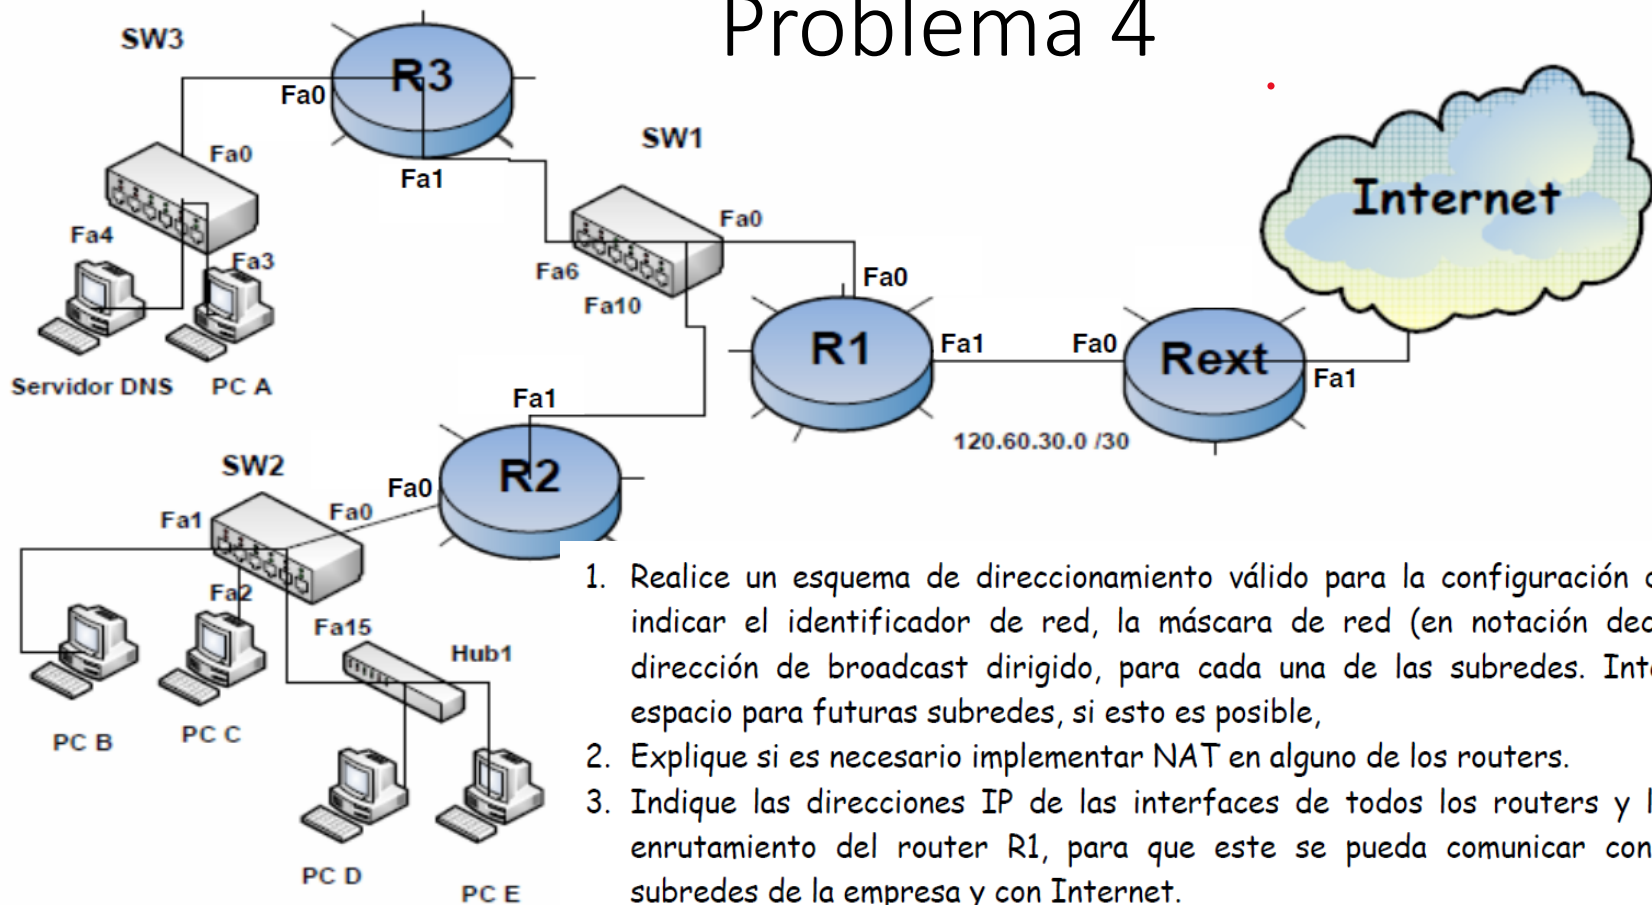 Problema 4
SW3
R3
Fa0
Fa0
Fa1
SW1
Fa0
Fa6
Fa10
Fa0
Internet
Fa4
Fa3
Servidor DNS
PC A
R1
Fa1
Fa0
Rext
Fa1
120.60.30.0 /30
Fa1
R2
SW2
Fa0
Fa0
Fa1
Fa2
Fa15
Hub1
PC B
PC C
PC D
PC E
1. Realice un esquema de direccionamiento válido para la configuración
indicar el identificador de red, la máscara de red (en notación
dirección de broadcast dirigido, para cada una de las subredes.
espacio para futuras subredes, si esto es posible,
2. Explique si es necesario implementar NAT en alguno de los routers.
3. Indique las direcciones IP de las interfaces de todos los routers y
enrutamiento del router R1, para que este se pueda comunicar con
subredes de la empresa y con Internet.